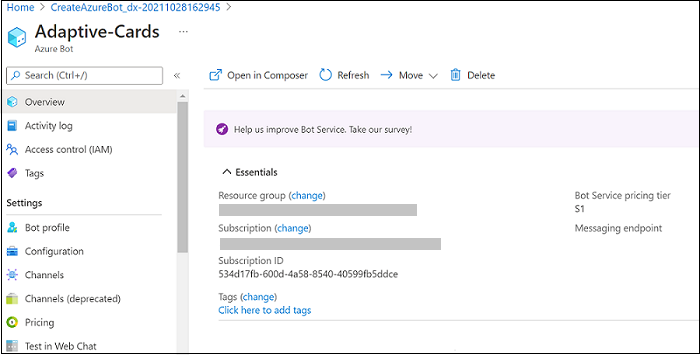 Home > CreateAzureBot_dx-20211028162945 >
Adaptive-Cards ...
Azure Bot
Search (Ctrl+/) «
Open in Composer Refresh Move Delete
Overview
Activity log
Access control (IAM)
Tags
Settings
Bot profile
Configuration
Channels
Channels (deprecated)
Pricing
Test in Web Chat
Help us improve Bot Service. Take our survey!
Essentials
Resource group (change)
Bot Service pricing tier
S1
Subscription (change)
Messaging endpoint
Subscription ID
534d17fb-600d-4a58-8540-40599fb5ddce
Tags (change)
Click here to add tags